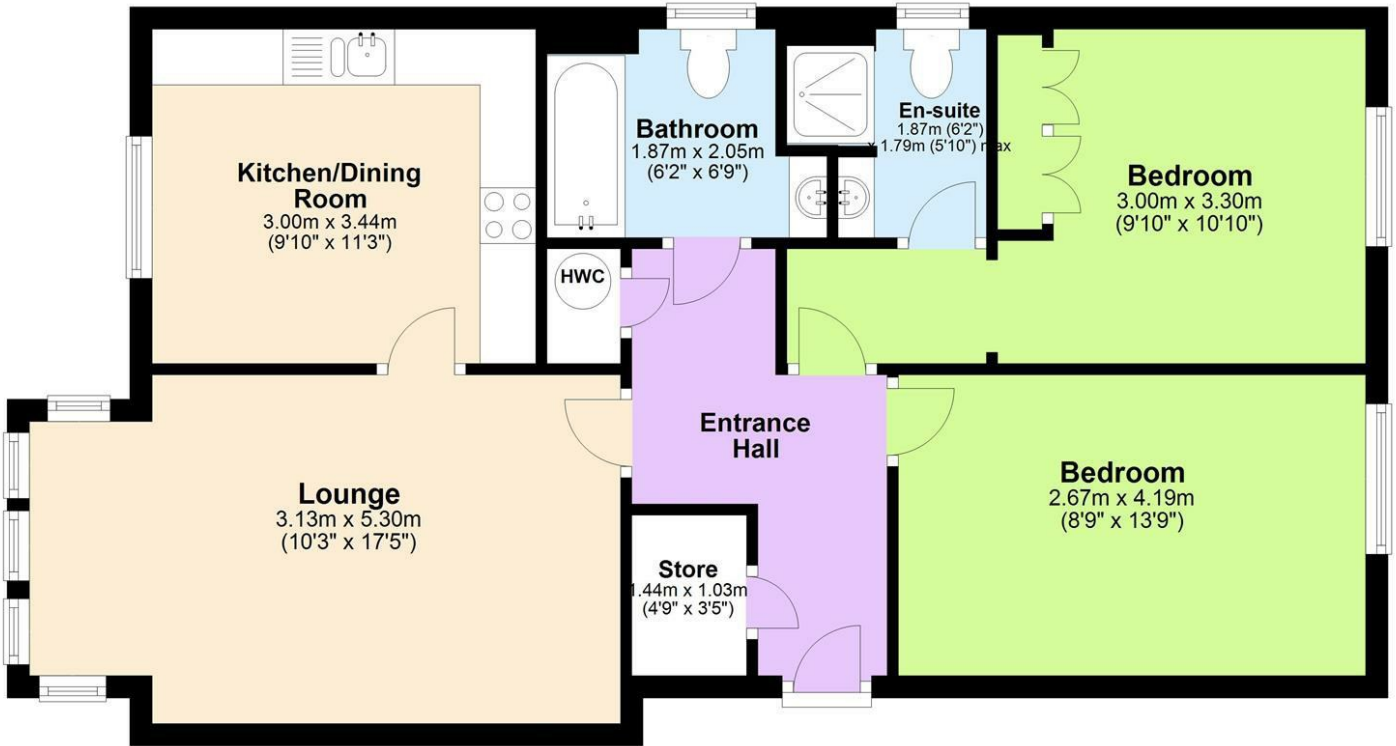 Kitchen/Dining
Room
3.00m x 3.44m
(9'10" x 11'3")
Bathroom
1.87m x 2.05m
(6'2" x 6'9")
En-suite
1.87m (6'2")
x 1.79m (5'10") max
Bedroom
3.00m x 3.30m
(9'10" x 10'10")
HWC
Entrance
Hall
Lounge
3.13m x 5.30m
(10'3" x 17'5")
Bedroom
2.67m x 4.19m
(8'9" x 13'9")
Store
1.44m x 1.03m
(4'9" x 3'5")